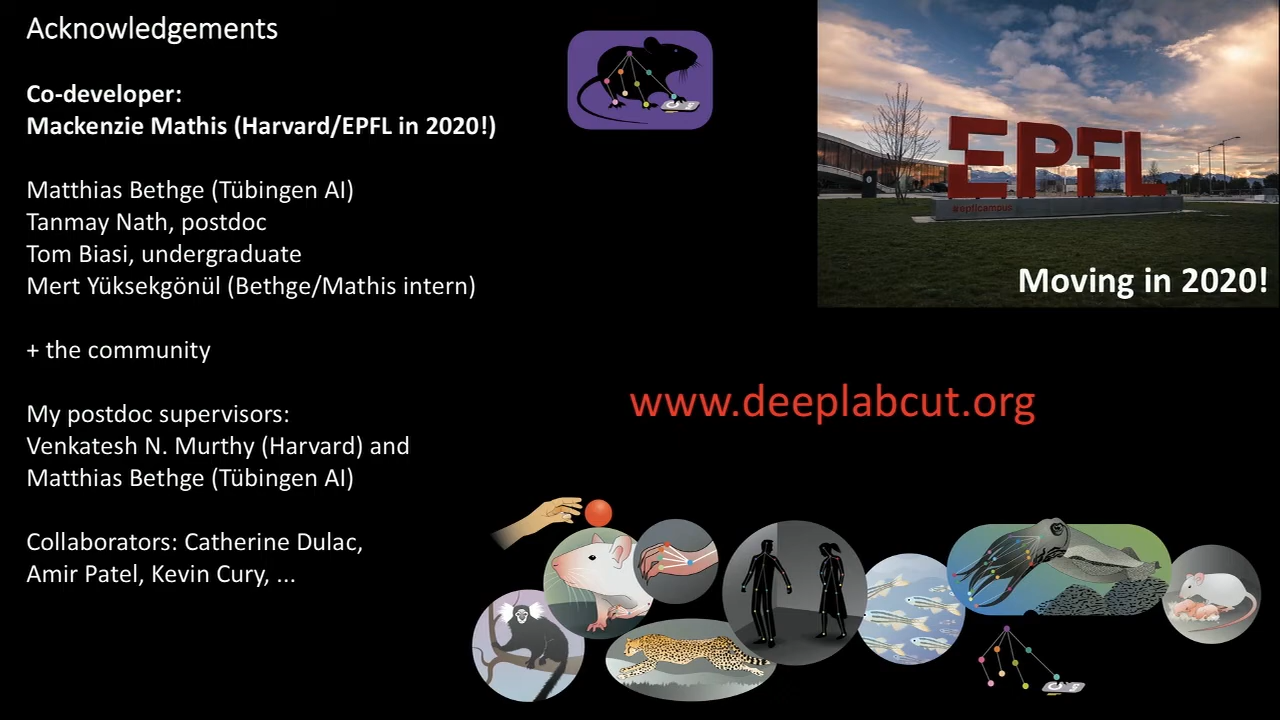 Acknowledgements
Co-developer:
Mackenzie Mathis (Harvard/EPFL in 2020!)
Matthias Bethge (Tübingen AI)
Tanmay Nath, postdoc
Tom Biasi, undergraduate
Mert Yüksekgönül (Bethge/Mathis intern)
+ the community
My postdoc supervisors:
Venkatesh N. Murthy (Harvard) and
Matthias Bethge (Tübingen AI)
Collaborators: Catherine Dulac,
Amir Patel, Kevin Cury, ...
EPFL
#epflcampus
Moving in 2020!
www.deeplabcut.org